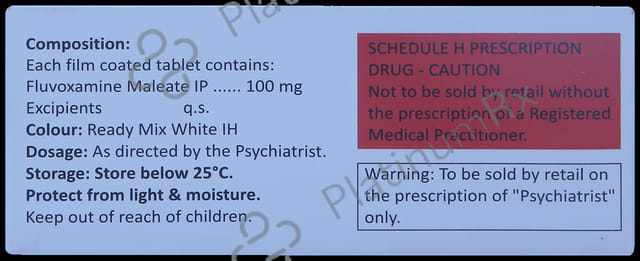 Composition:
Each film coated tablet contains:
Fluvoxamine Maleate IP ...... 100 mg
Excipients q.s.
Colour: Ready Mix White IH
Dosage: As directed by the Psychiatrist.
Storage: Store below 25°C.
Protect from light & moisture.
Keep out of reach of children.
SCHEDULE H PRESCRIPTION
DRUG - CAUTION
Not to be sold by retail without
the prescription of a Registered
Medical Practitioner.
Warning: To be sold by retail on
the prescription of "Psychiatrist"
only.
PlatinumRx